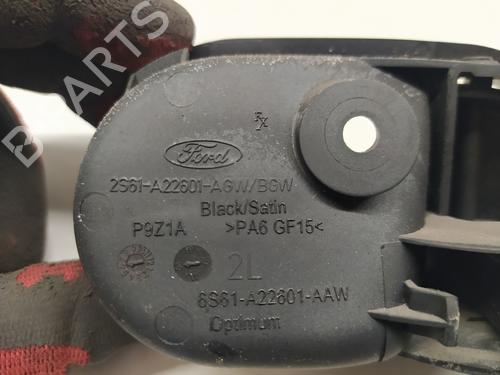 B PARTS
Ford
2S61-A22601-AGW/BGW
Black/Satin
P9Z1A >PA6 GF15<
2L
6S61-A22601-AAW
Optimum